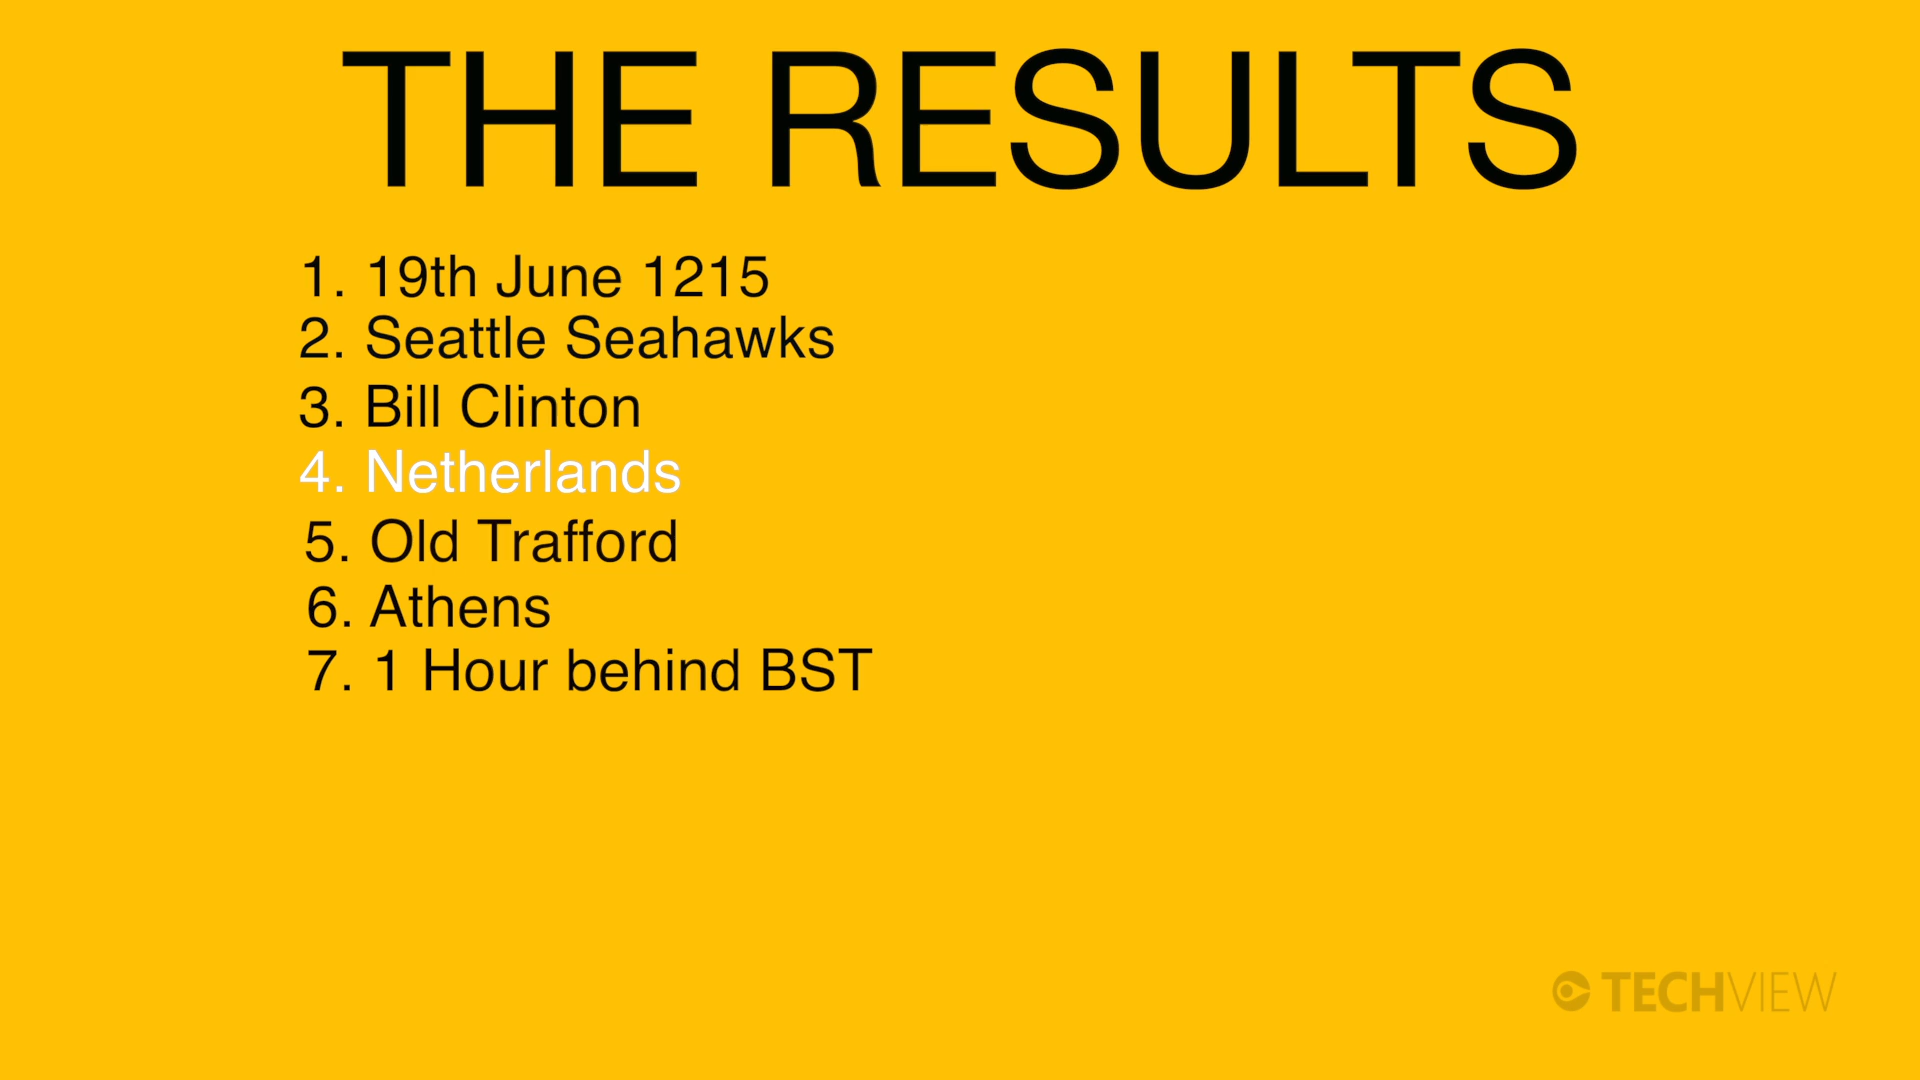 THE RESULTS
1. 19th June 1215
2. Seattle Seahawks
3. Bill Clinton
4. Netherlands
5. Old Trafford
6. Athens
7. 1 Hour behind BST
TECHVIEW